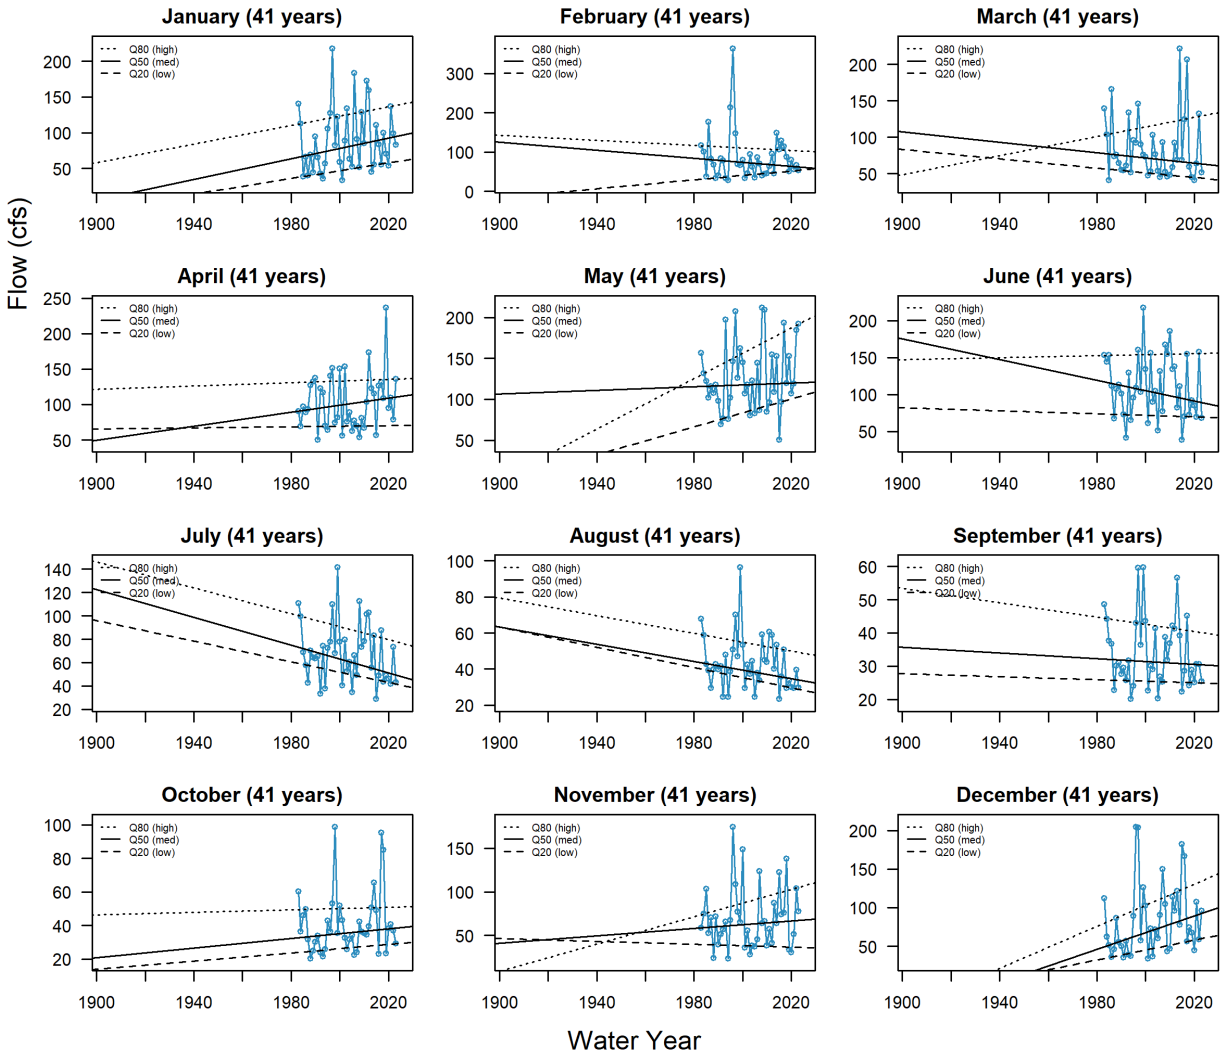 January (41 years)
Q80 (high)
Q50 (med)
Q20 (low)
200
150
100
50
1900
1940
1980
2020
February (41 years)
Q80 (high)
Q50 (med)
Q20 (low)
300
200
100
0
1900
1940
1980
2020
March (41 years)
Q80 (high)
Q50 (med)
Q20 (low)
200
150
100
50
1900
1940
1980
2020
Flow (cfs)
April (41 years)
Q80 (high)
Q50 (med)
Q20 (low)
250
200
150
100
50
1900
1940
1980
2020
May (41 years)
Q80 (high)
Q50 (med)
Q20 (low)
200
150
100
50
1900
1940
1980
2020
June (41 years)
Q80 (high)
Q50 (med)
Q20 (low)
200
150
100
50
1900
1940
1980
2020
July (41 years)
Q80 (high)
Q50 (med)
Q20 (low)
140
120
100
80
60
40
20
1900
1940
1980
2020
August (41 years)
Q80 (high)
Q50 (med)
Q20 (low)
100
80
60
40
20
1900
1940
1980
2020
September (41 years)
Q80 (high)
Q50 (med)
Q20 (low)
60
50
40
30
20
1900
1940
1980
2020
October (41 years)
Q80 (high)
Q50 (med)
Q20 (low)
100
80
60
40
20
1900
1940
1980
2020
November (41 years)
Q80 (high)
Q50 (med)
Q20 (low)
150
100
50
1900
1940
1980
2020
December (41 years)
Q80 (high)
Q50 (med)
Q20 (low)
200
150
100
50
1900
1940
1980
2020
Water Year